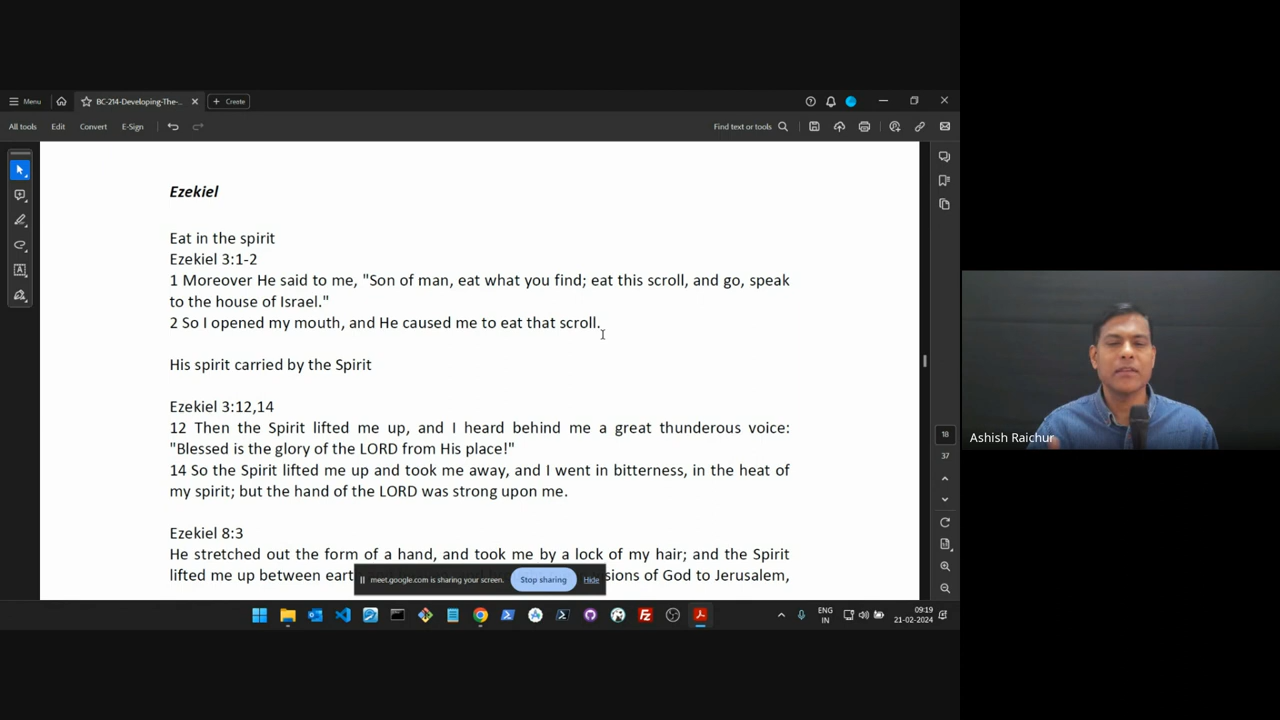 Menu
BC-214-Developing-The-...
Create
All tools
Edit
Convert
E-Sign
Find text or tools
Ezekiel
Eat in the spirit
Ezekiel 3:1-2
1 Moreover He said to me, "Son of man, eat what you find; eat this scroll, and go, speak
to the house of Israel."
2 So I opened my mouth, and He caused me to eat that scroll.
His spirit carried by the Spirit
Ezekiel 3:12,14
12 Then the Spirit lifted me up, and I heard behind me a great thunderous voice:
"Blessed is the glory of the LORD from His place!"
14 So the Spirit lifted me up and took me away, and I went in bitterness, in the heat of
my spirit; but the hand of the LORD was strong upon me.
Ezekiel 8:3
He stretched out the form of a hand, and took me by a lock of my hair; and the Spirit
lifted me up between eart
sions of God to Jerusalem,
meet.google.com is sharing your screen.
Stop sharing
Hide
18
37
Ashish Raichur
ENG
IN
09:19
21-02-2024